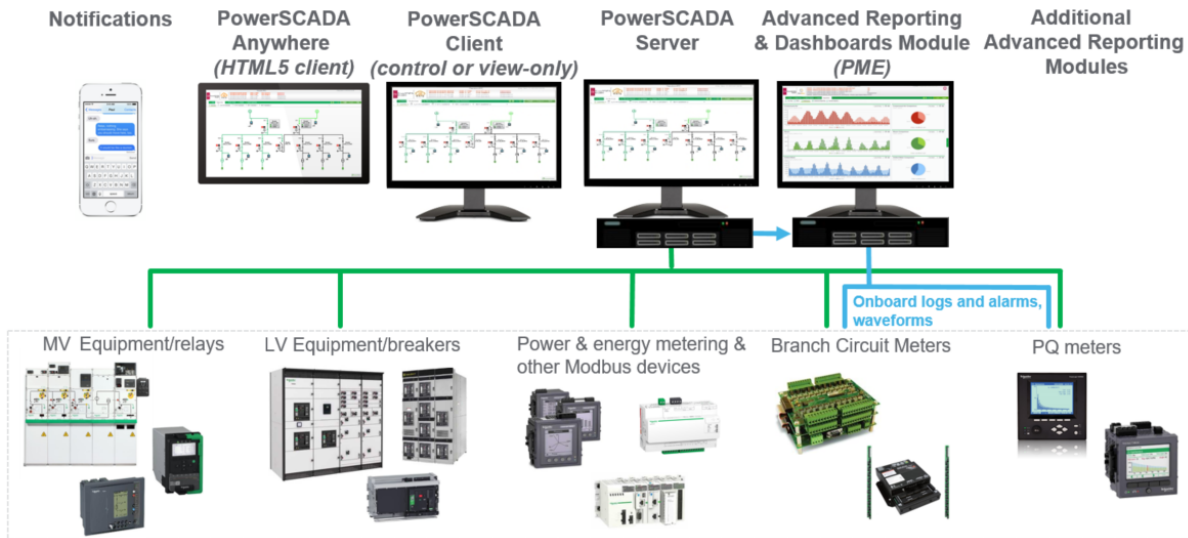 Notifications
PowerSCADA
Anywhere
(HTML5 client)
PowerSCADA
Client
(control or view-only)
PowerSCADA
Server
Advanced Reporting
& Dashboards Module
(PME)
Additional
Advanced Reporting
Modules
Onboard logs and alarms,
waveforms
MV Equipment/relays
LV Equipment/breakers
Power & energy metering &
other Modbus devices
Branch Circuit Meters
PQ meters